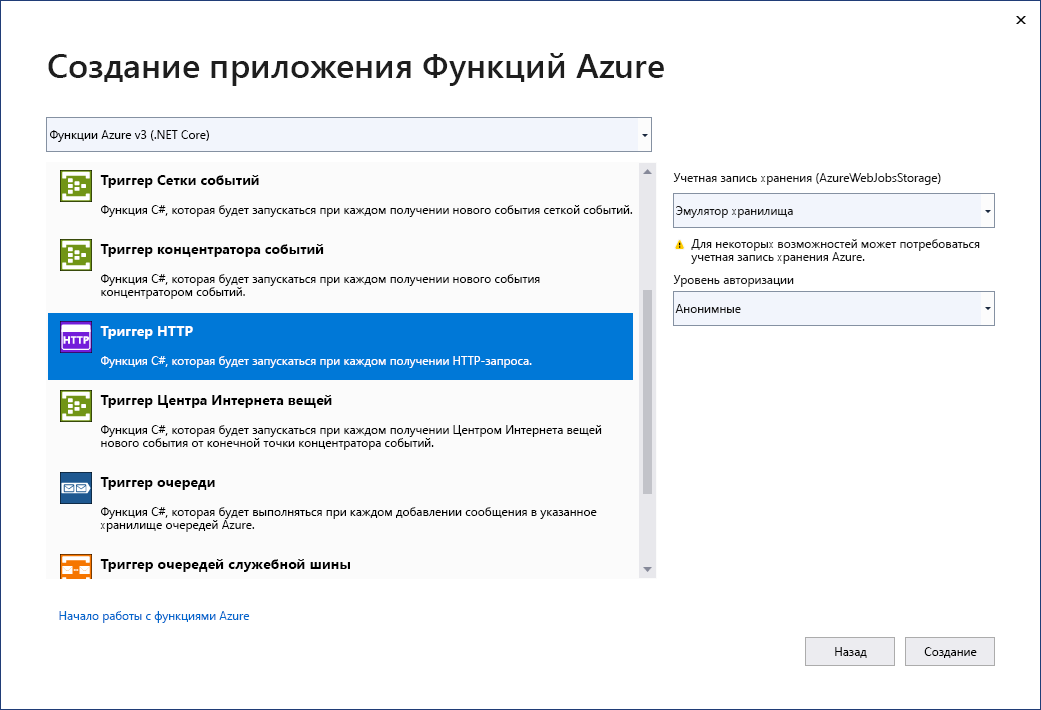 Создание приложения Функций Azure
Функции Azure v3 (.NET Core)
Триггер Сетки событий
Функция C#, которая будет запускаться при каждом получении нового события сеткой событий.
Триггер концентратора событий
Функция C#, которая будет запускаться при каждом получении нового события
концентратором событий.
HTTP
Триггер HTTP
Функция C#, которая будет запускаться при каждом получении HTTP-запроса.
Триггер Центра Интернета вещей
Функция C#, которая будет запускаться при каждом получении Центром Интернета вещей
нового события от конечной точки концентратора событий.
Триггер очереди
Функция C#, которая будет выполняться при каждом добавлении сообщения в указанное
хранилище очередей Azure.
Триггер очередей служебной шины
Учетная запись хранения (AzureWebJobsStorage)
Эмулятор хранилища
Для некоторых возможностей может потребоваться
учетная запись хранения Azure.
Уровень авторизации
Анонимные
Начало работы с функциями Azure
Назад
Создание